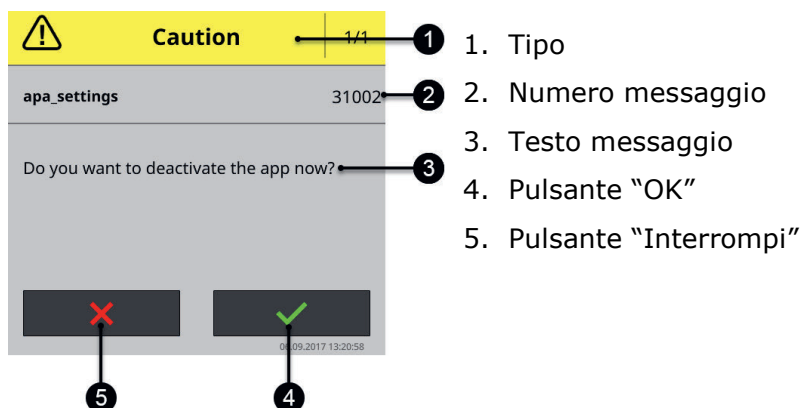 Caution 1/1 1
apa_settings 31002 2
Do you want to deactivate the app now? 3
06.09.2017 13:20:58
5 4
1. Tipo
2. Numero messaggio
3. Testo messaggio
4. Pulsante “OK”
5. Pulsante “Interrompi”